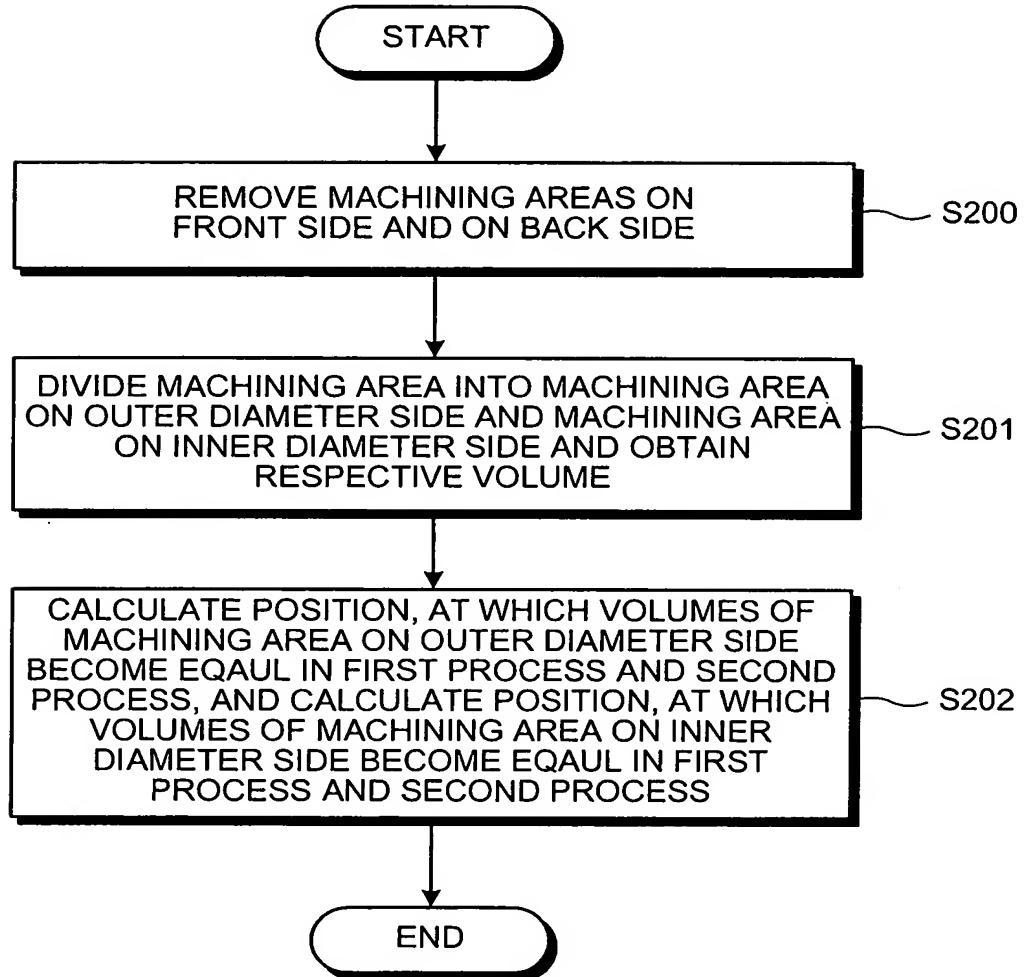 START
REMOVE MACHINING AREAS ON
FRONT SIDE AND ON BACK SIDE
S200
DIVIDE MACHINING AREA INTO MACHINING AREA
ON OUTER DIAMETER SIDE AND MACHINING AREA
ON INNER DIAMETER SIDE AND OBTAIN
RESPECTIVE VOLUME
S201
CALCULATE POSITION, AT WHICH VOLUMES OF
MACHINING AREA ON OUTER DIAMETER SIDE
BECOME EQAUL IN FIRST PROCESS AND SECOND
PROCESS, AND CALCULATE POSITION, AT WHICH
VOLUMES OF MACHINING AREA ON INNER
DIAMETER SIDE BECOME EQAUL IN FIRST
PROCESS AND SECOND PROCESS
S202
END